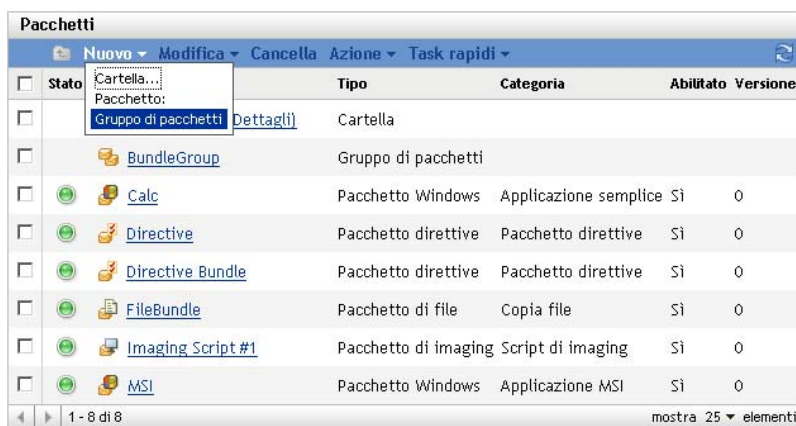 Pacchetti
Nuovo Modifica Cancella Azione Task rapidi
Stato Tipo Categoria Abilitato Versione
Cartella...
Pacchetto:
Gruppo di pacchetti
Dettagli) Cartella
BundleGroup Gruppo di pacchetti
Calc Pacchetto Windows Applicazione semplice Sì 0
Directive Pacchetto direttive Pacchetto direttive Sì 0
Directive Bundle Pacchetto direttive Pacchetto direttive Sì 0
FileBundle Pacchetto di file Copia file Sì 0
Imaging Script #1 Pacchetto di imaging Script di imaging Sì 0
MSI Pacchetto Windows Applicazione MSI Sì 0
1 - 8 di 8 mostra 25 elementi